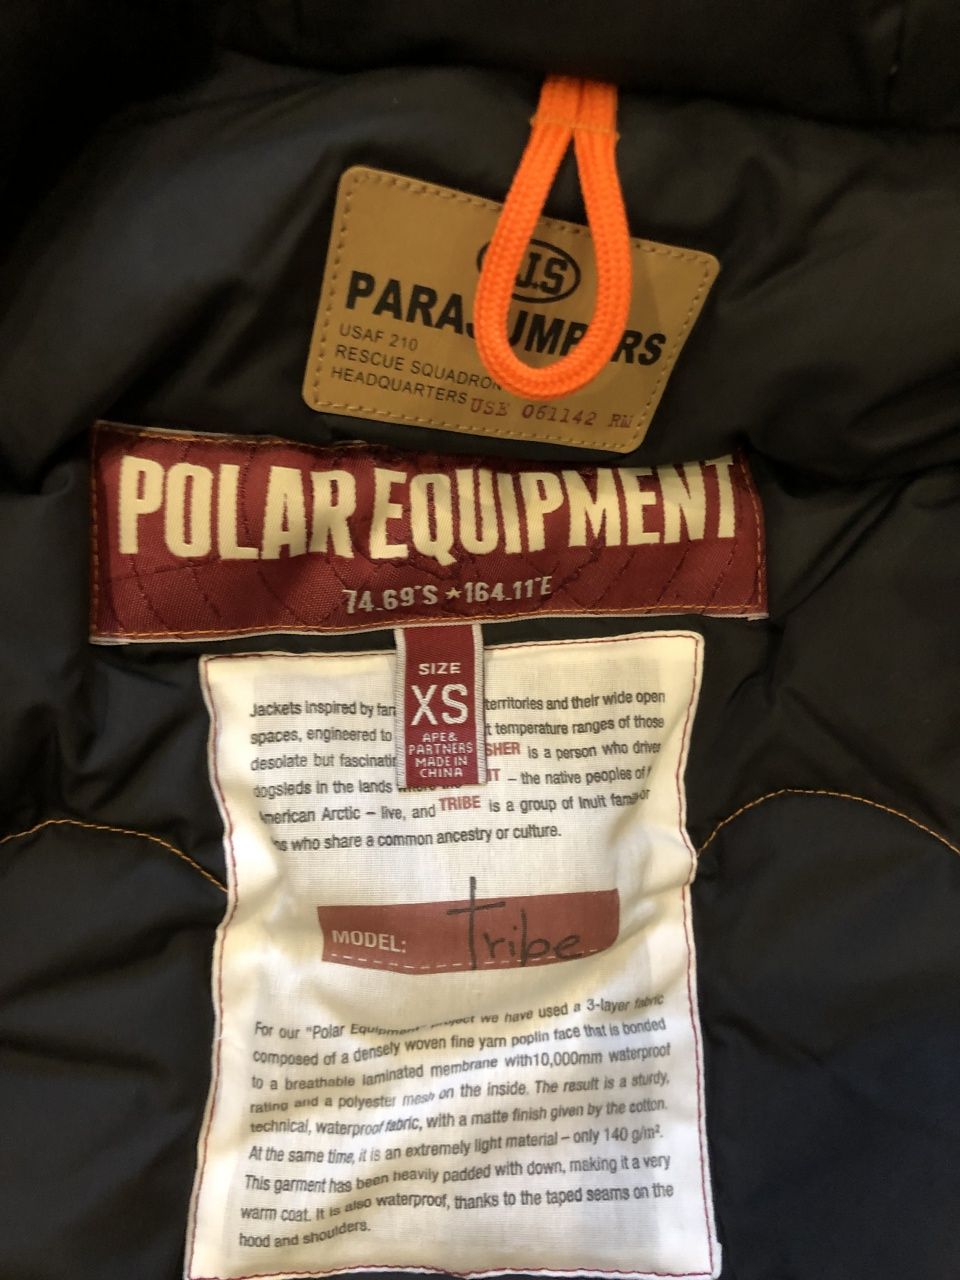 J.S
PARAJUMPERS
USAF 210
RESCUE SQUADRON
HEADQUARTERS USE 061142 RW
POLAR EQUIPMENT
74.69°S ★ 164.11°E
SIZE
XS
APE &
PARTNERS
MADE IN
CHINA
Jackets inspired by territories and their wide open
spaces, engineered to temperature ranges of those
desolate but is a person who drives
dogsleds in the lands – the native peoples of
American Arctic – live, and TRIBE is a group of Inuit
who share a common ancestry or culture.
MODEL: Tribe
For our "Polar Equipment" project we have used a 3-layer fabric
composed of a densely woven fine yarn poplin face that is bonded
to a breathable laminated membrane with10,000mm waterproof
rating and a polyester mesh on the inside. The result is a sturdy,
technical, waterproof fabric, with a matte finish given by the cotton.
At the same time, it is an extremely light material – only 140 g/m².
This garment has been heavily padded with down, making it a very
warm coat. It is also waterproof, thanks to the taped seams on the
hood and shoulders.